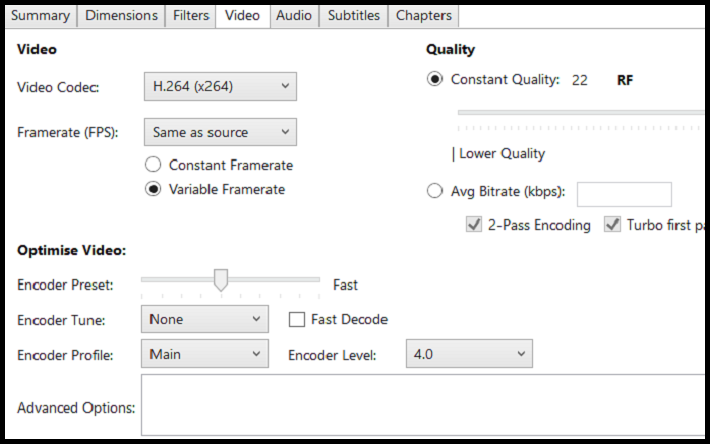 Summary Dimensions Filters Video Audio Subtitles Chapters
Video
Video Codec: H.264 (x264)
Framerate (FPS): Same as source
Constant Framerate
Variable Framerate
Quality
Constant Quality: 22 RF
| Lower Quality
Avg Bitrate (kbps):
2-Pass Encoding Turbo first pa
Optimise Video:
Encoder Preset: Fast
Encoder Tune: None Fast Decode
Encoder Profile: Main Encoder Level: 4.0
Advanced Options: